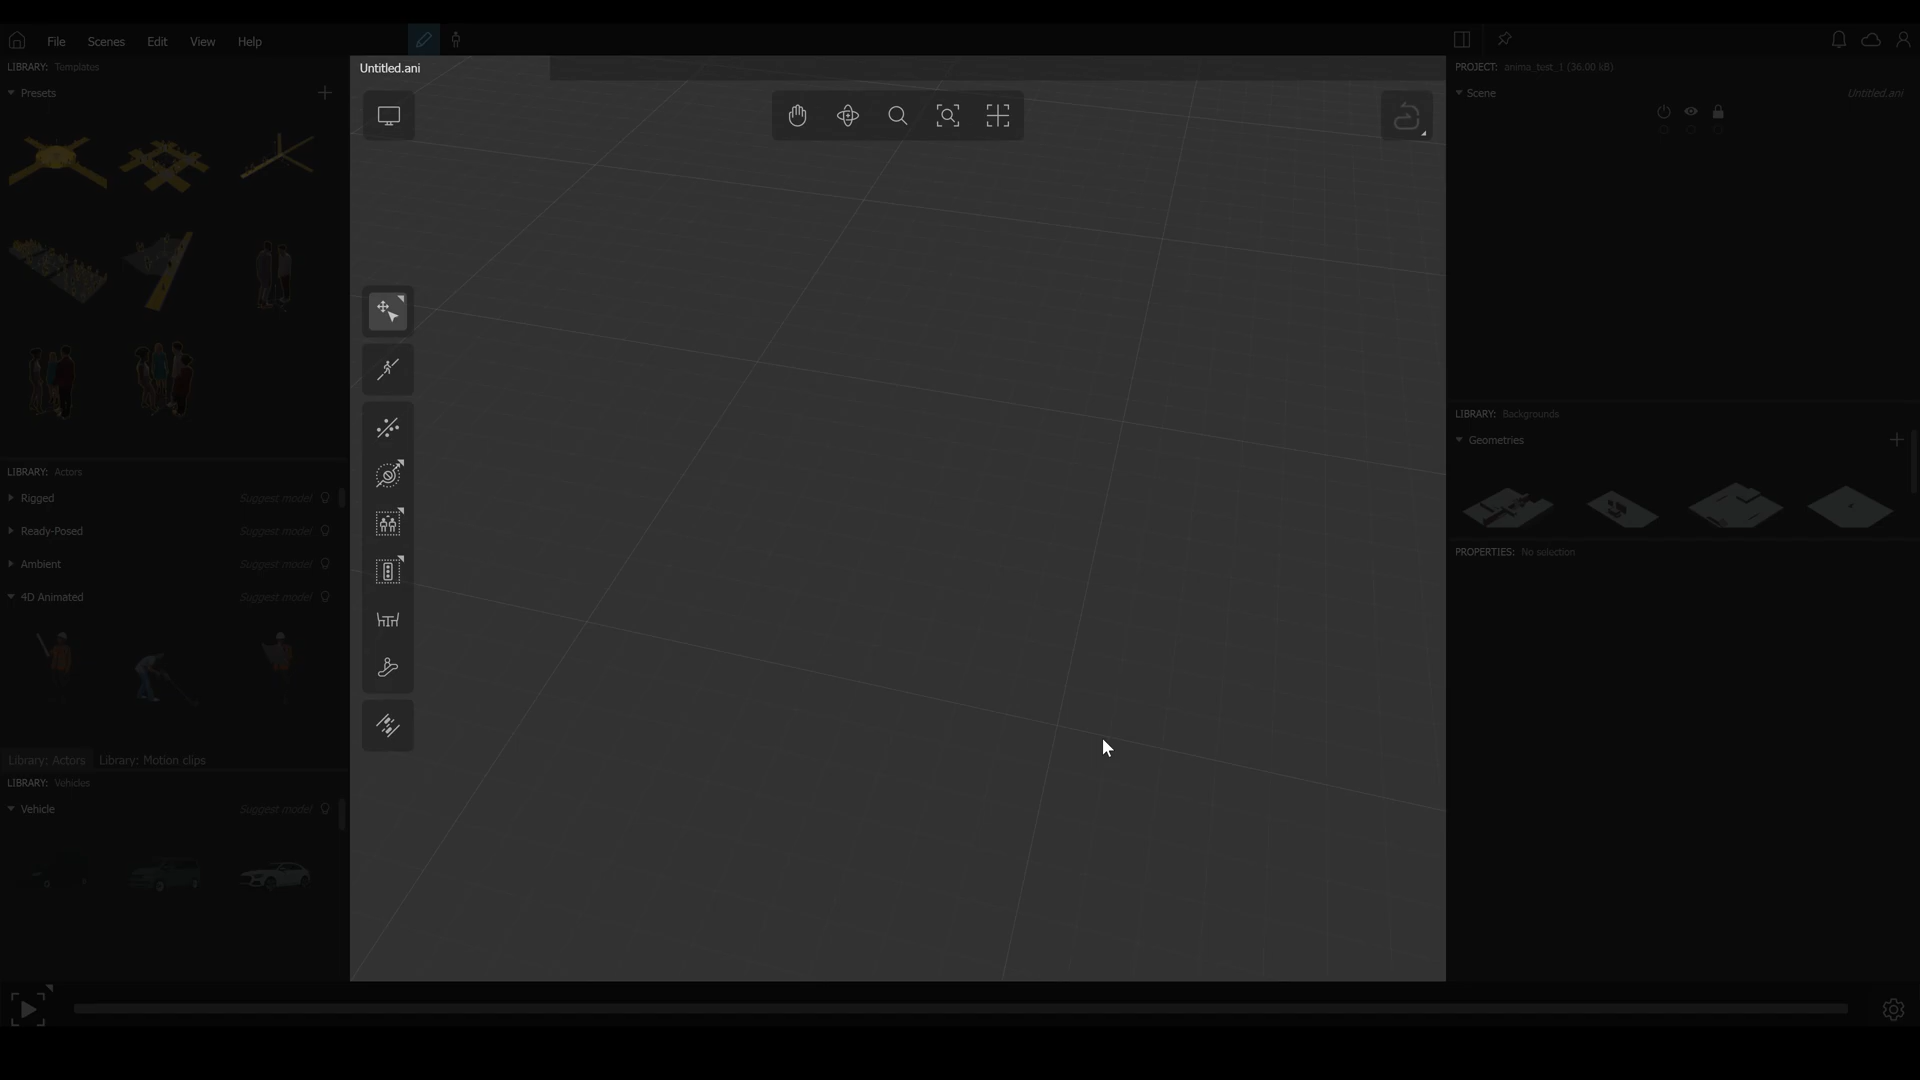 File Scenes Edit View Help
LIBRARY: Templates
Presets
Untitled.ani
PROJECT: anima_test_1 (36.00 kB)
Scene Untitled.ani
LIBRARY: Actors
Rigged Suggest model
Ready-Posed Suggest model
Ambient Suggest model
4D Animated Suggest model
Library: Actors Library: Motion clips
LIBRARY: Vehicles
Vehicle Suggest model
LIBRARY: Backgrounds
Geometries
PROPERTIES: No selection